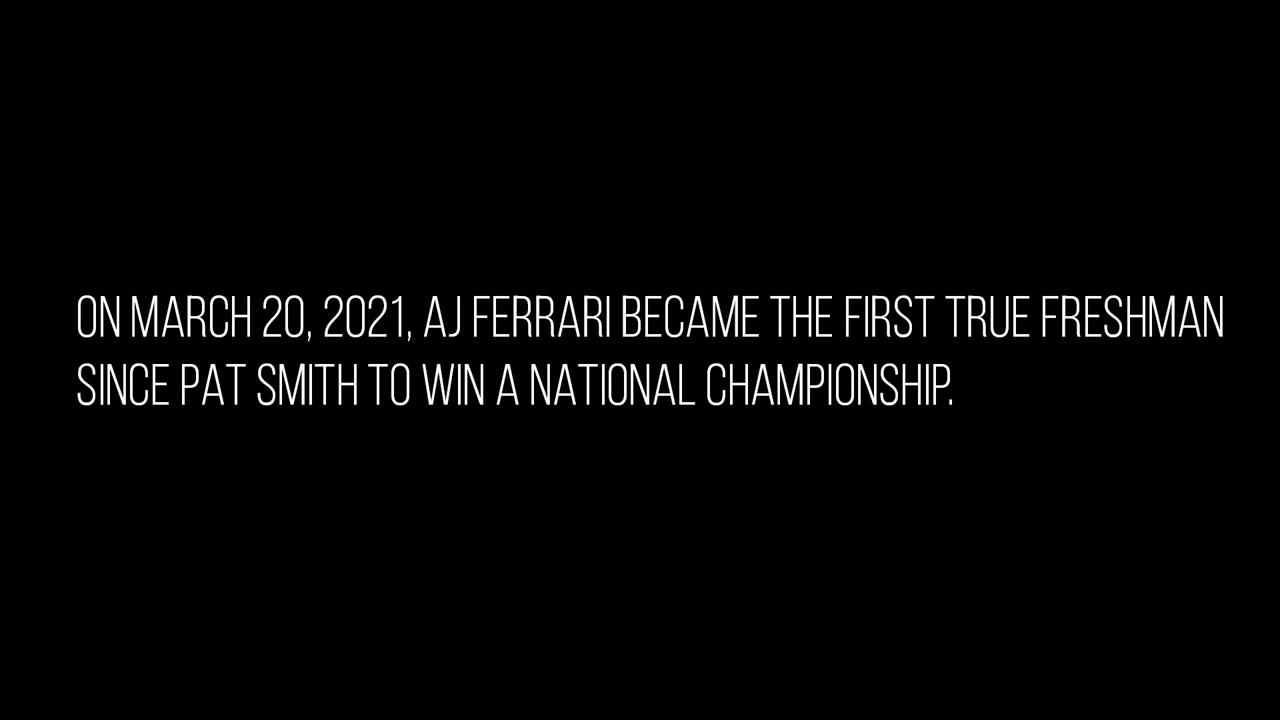 ON MARCH 20, 2021, AJ FERRARI BECAME THE FIRST TRUE FRESHMAN
SINCE PAT SMITH TO WIN A NATIONAL CHAMPIONSHIP.